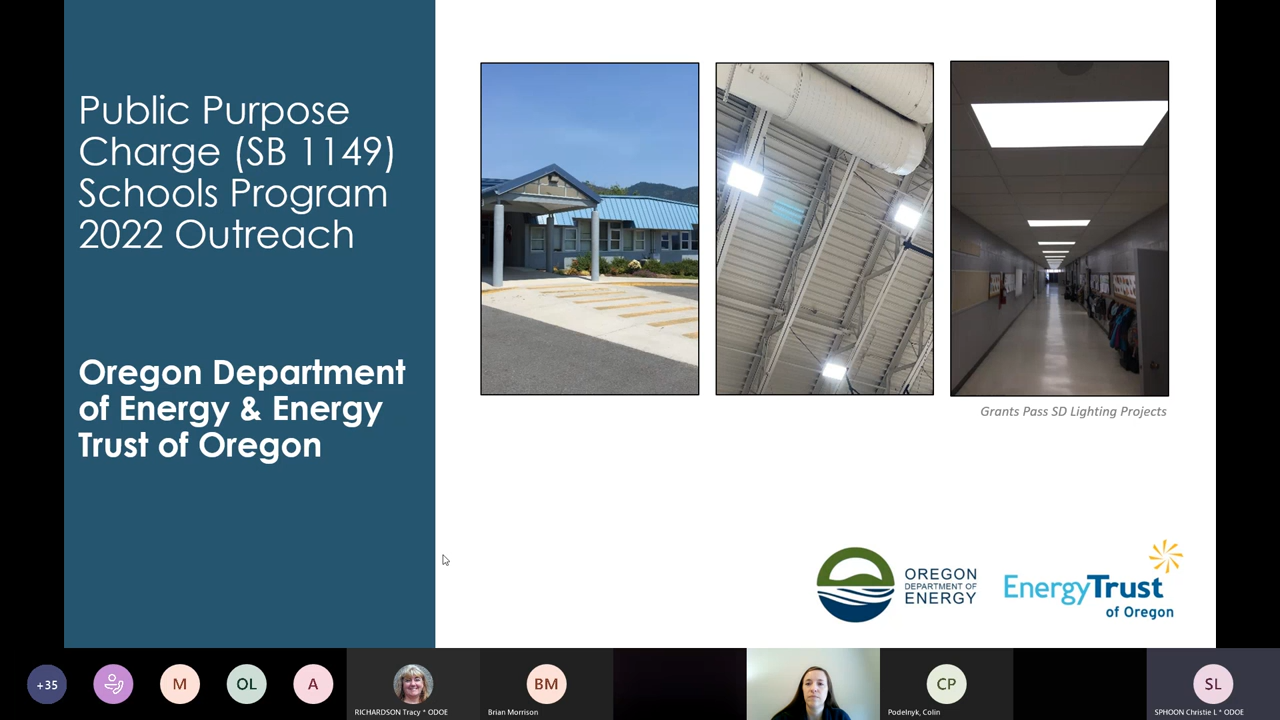 Public Purpose
Charge (SB 1149)
Schools Program
2022 Outreach
Oregon Department
of Energy & Energy
Trust of Oregon
Grants Pass SD Lighting Projects
OREGON
DEPARTMENT OF
ENERGY
EnergyTrust
of Oregon
+35
M
OL
A
RICHARDSON Tracy * ODOE
BM
Brian Morrison
CP
Podelnyk, Colin
SL
SPHOON Christie L * ODOE